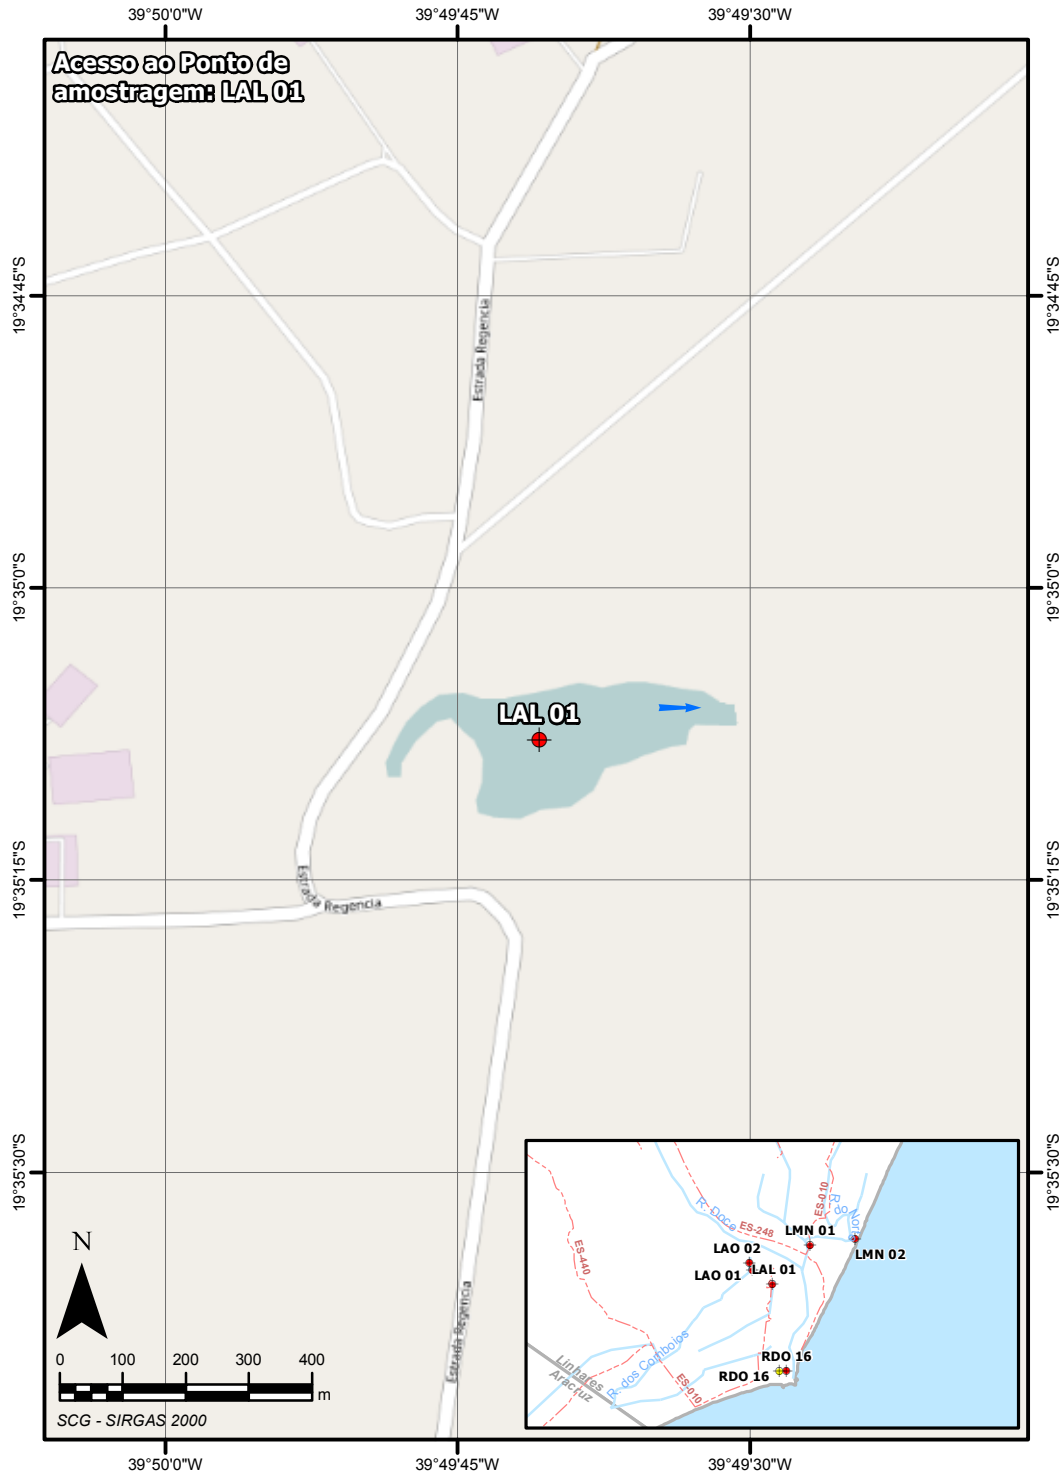 39°50'0"W
39°49'45"W
39°49'30"W
Acesso ao Ponto de
amostragem: LAL 01
19°34'45"S
19°34'45"S
Estrada Regencia
19°35'0"S
19°35'0"S
LAL 01
19°35'15"S
19°35'15"S
Estrada Regencia
19°35'30"S
19°35'30"S
Estrada Regencia
N
0 100 200 300 400
m
SCG - SIRGAS 2000
R. Doce
ES-248
ES-010
R. do Norte
LMN 01
LMN 02
LAO 02
LAO 01
LAL 01
ES-440
RDO 16
RDO 16
R. dos Comboios
ES-010
Linhares
Aracruz
39°50'0"W
39°49'45"W
39°49'30"W